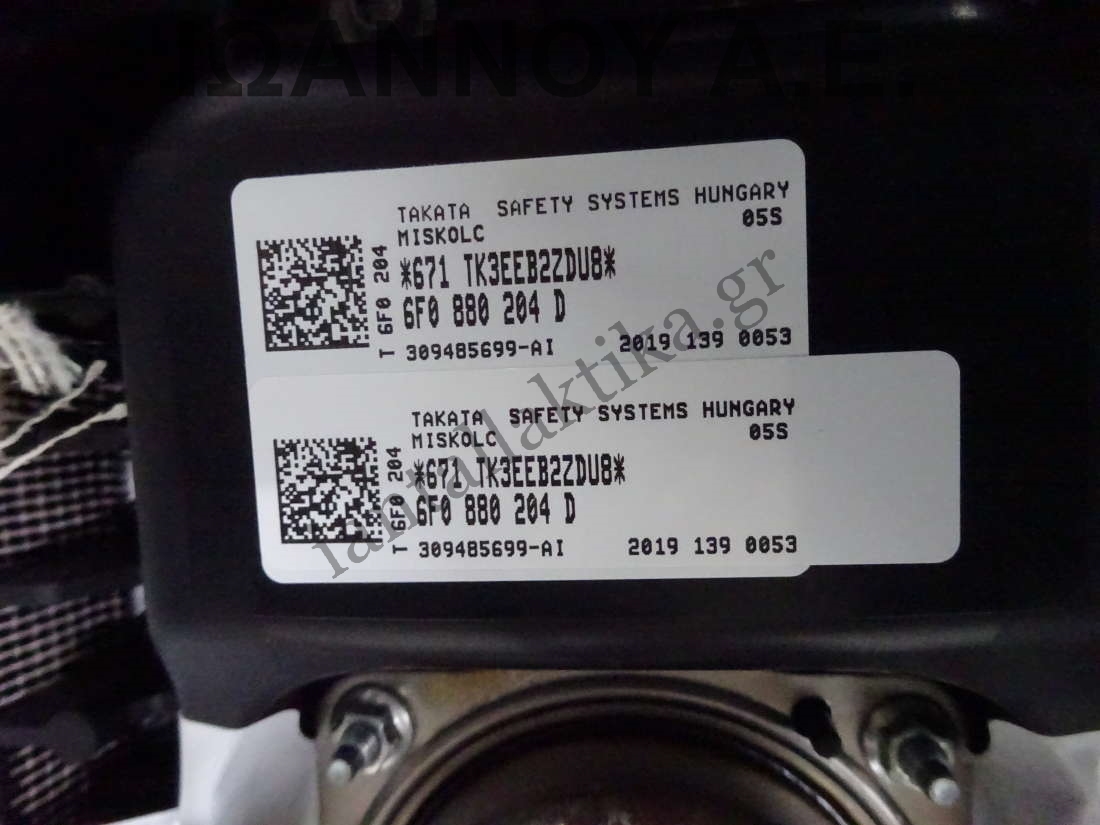 ΙΩΑΝΝΟΥ Α.Ε.
TAKATA SAFETY SYSTEMS HUNGARY
MISKOLC 05S
*671 TK3EEB2ZDU8*
6F0 880 204 D
6F0 204
T 309485699-AI 2019 139 0053
TAKATA SAFETY SYSTEMS HUNGARY
MISKOLC 05S
*671 TK3EEB2ZDU8*
6F0 880 204 D
6F0 204
T 309485699-AI 2019 139 0053
iantallaktika.gr